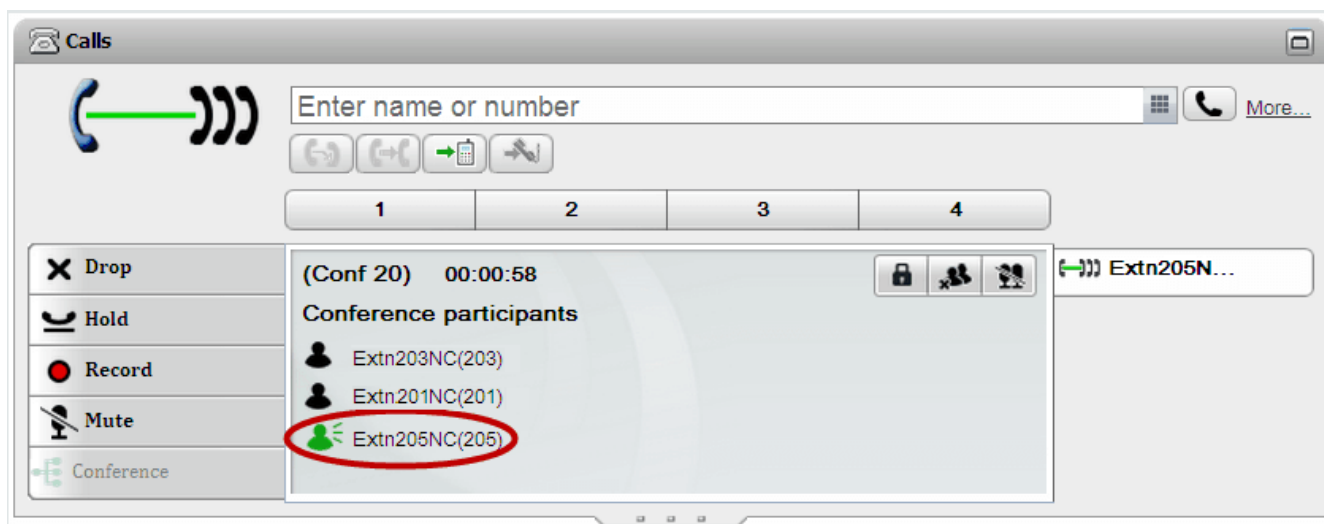 Calls
Enter name or number
More...
1 2 3 4
Drop
Hold
Record
Mute
Conference
(Conf 20) 00:00:58
Conference participants
Extn203NC(203)
Extn201NC(201)
Extn205NC(205)
Extn205N...